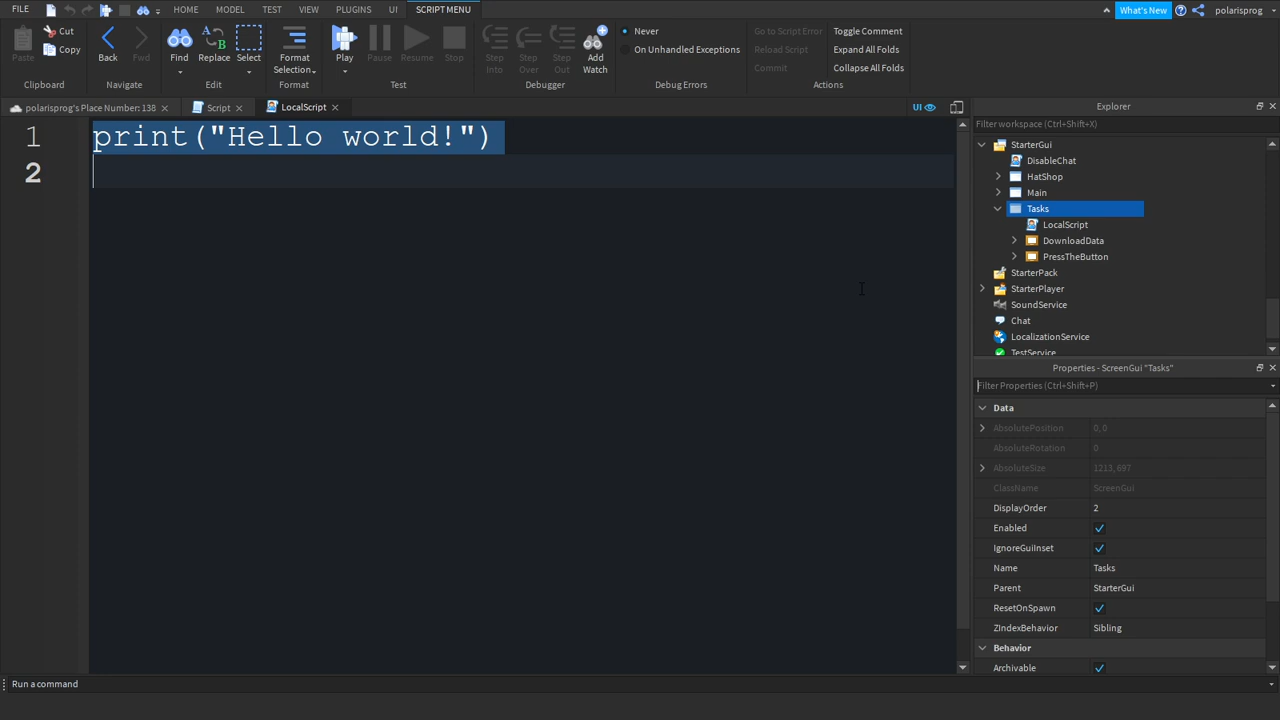 FILE HOME MODEL TEST VIEW PLUGINS UI SCRIPT MENU What's New polarisprog
Paste Cut Copy Back Fwd Find Replace Select Format Selection Play Pause Resume Stop Step Into Step Over Step Out Add Watch
Never
On Unhandled Exceptions
Go to Script Error
Reload Script
Commit
Toggle Comment
Expand All Folds
Collapse All Folds
Clipboard Navigate Edit Format Test Debugger Debug Errors Actions
polarisprog's Place Number: 138 Script LocalScript UI
1 print("Hello world!")
2
Explorer
Filter workspace (Ctrl+Shift+X)
StarterGui
DisableChat
HatShop
Main
Tasks
LocalScript
DownloadData
PressTheButton
StarterPack
StarterPlayer
SoundService
Chat
LocalizationService
TestService
Properties - ScreenGui "Tasks"
Filter Properties (Ctrl+Shift+P)
Data
AbsolutePosition 0, 0
AbsoluteRotation 0
AbsoluteSize 1213, 697
ClassName ScreenGui
DisplayOrder 2
Enabled
IgnoreGuiInset
Name Tasks
Parent StarterGui
ResetOnSpawn
ZIndexBehavior Sibling
Behavior
Archivable
Run a command